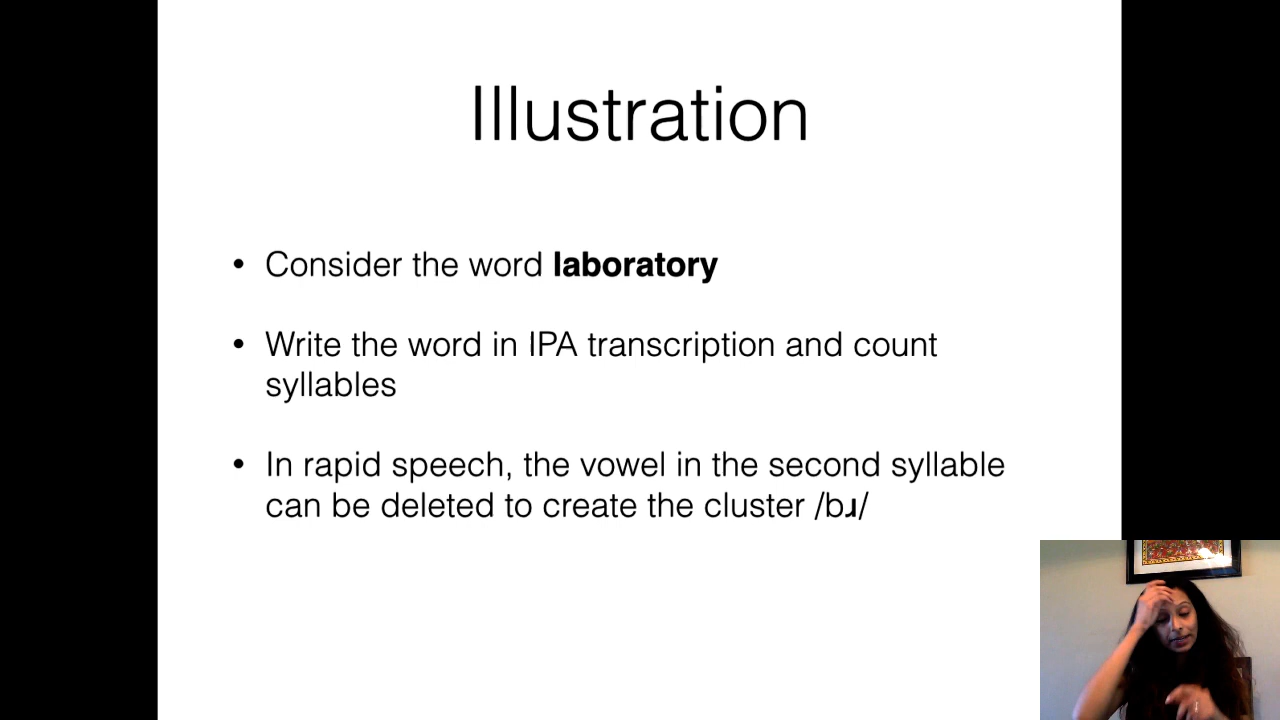 Illustration
• Consider the word laboratory
• Write the word in IPA transcription and count
syllables
• In rapid speech, the vowel in the second syllable
can be deleted to create the cluster /bɹ/